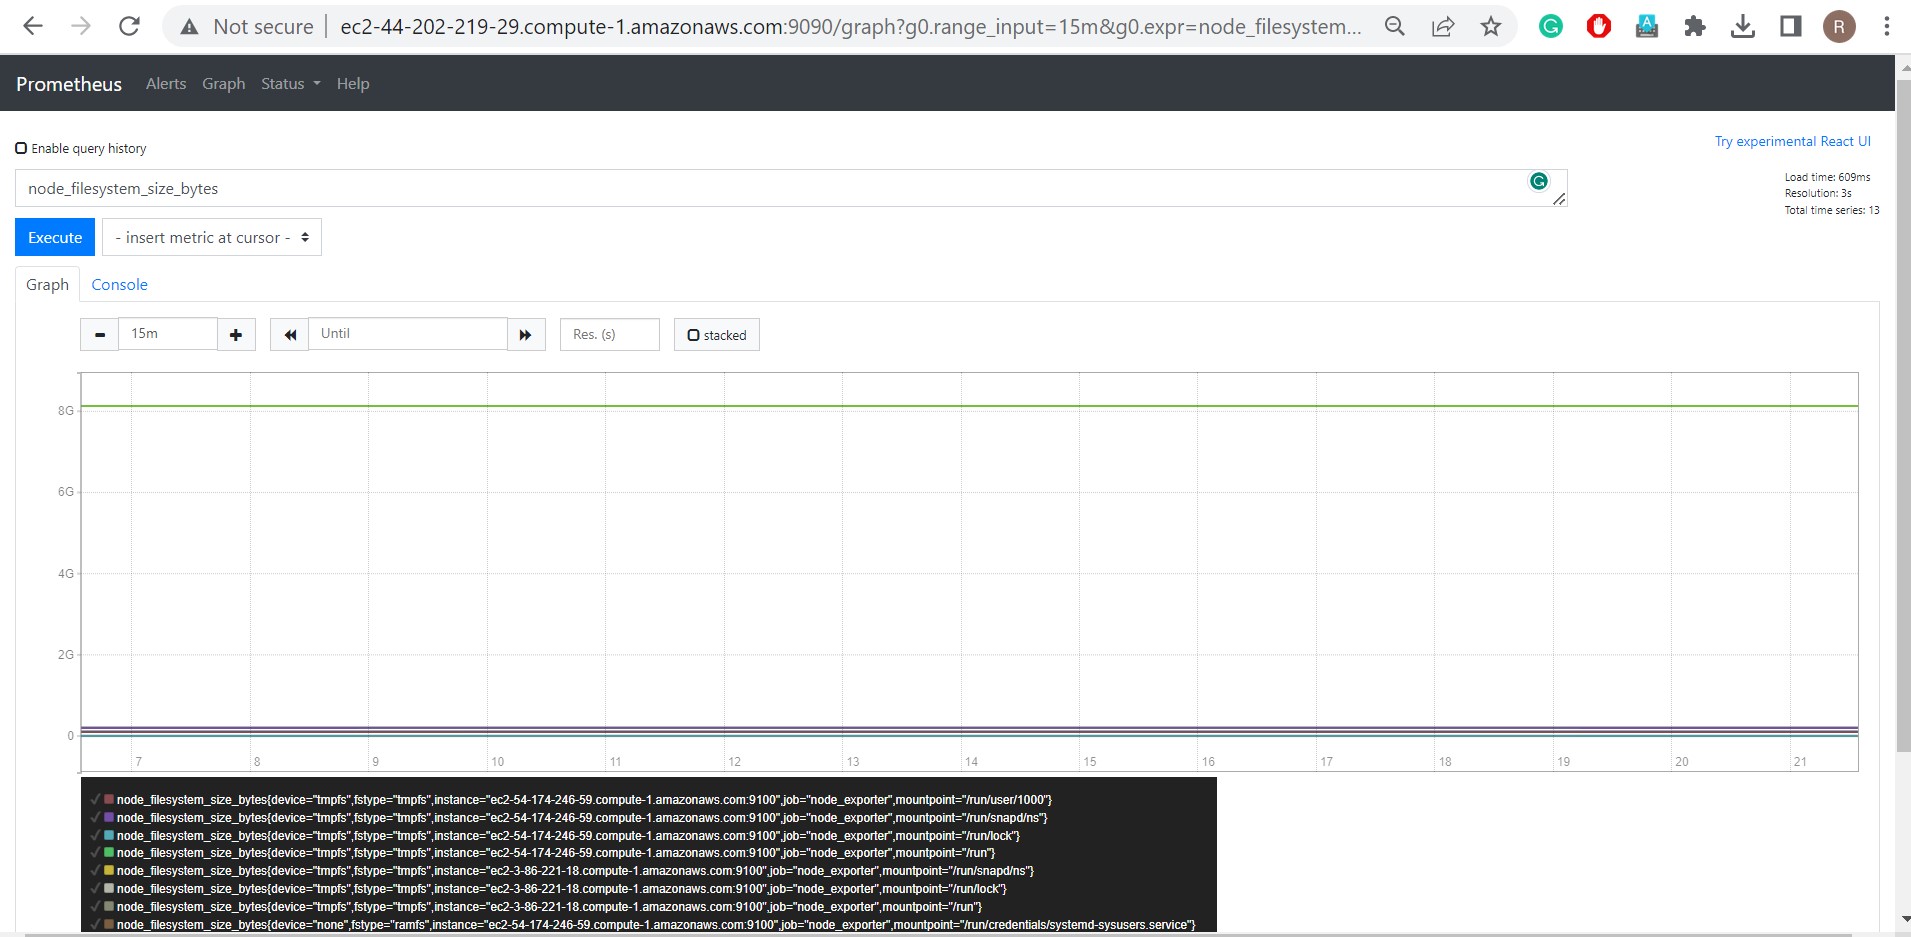 Not secure ec2-44-202-219-29.compute-1.amazonaws.com:9090/graph?g0.range_input=15m&g0.expr=node_filesystem... G A R
Prometheus Alerts Graph Status Help
Enable query history Try experimental React UI
node_filesystem_size_bytes G
Load time: 609ms
Resolution: 3s
Total time series: 13
Execute - insert metric at cursor -
Graph Console
15m Until Res. (s) stacked
8G
6G
4G
2G
0
7 8 9 10 11 12 13 14 15 16 17 18 19 20 21
node_filesystem_size_bytes{device="tmpfs",fstype="tmpfs",instance="ec2-54-174-246-59.compute-1.amazonaws.com:9100",job="node_exporter",mountpoint="/run/user/1000"}
node_filesystem_size_bytes{device="tmpfs",fstype="tmpfs",instance="ec2-54-174-246-59.compute-1.amazonaws.com:9100",job="node_exporter",mountpoint="/run/snapd/ns"}
node_filesystem_size_bytes{device="tmpfs",fstype="tmpfs",instance="ec2-54-174-246-59.compute-1.amazonaws.com:9100",job="node_exporter",mountpoint="/run/lock"}
node_filesystem_size_bytes{device="tmpfs",fstype="tmpfs",instance="ec2-54-174-246-59.compute-1.amazonaws.com:9100",job="node_exporter",mountpoint="/run"}
node_filesystem_size_bytes{device="tmpfs",fstype="tmpfs",instance="ec2-3-86-221-18.compute-1.amazonaws.com:9100",job="node_exporter",mountpoint="/run/snapd/ns"}
node_filesystem_size_bytes{device="tmpfs",fstype="tmpfs",instance="ec2-3-86-221-18.compute-1.amazonaws.com:9100",job="node_exporter",mountpoint="/run/lock"}
node_filesystem_size_bytes{device="tmpfs",fstype="tmpfs",instance="ec2-3-86-221-18.compute-1.amazonaws.com:9100",job="node_exporter",mountpoint="/run"}
node_filesystem_size_bytes{device="none",fstype="ramfs",instance="ec2-54-174-246-59.compute-1.amazonaws.com:9100",job="node_exporter",mountpoint="/run/credentials/systemd-sysusers.service"}